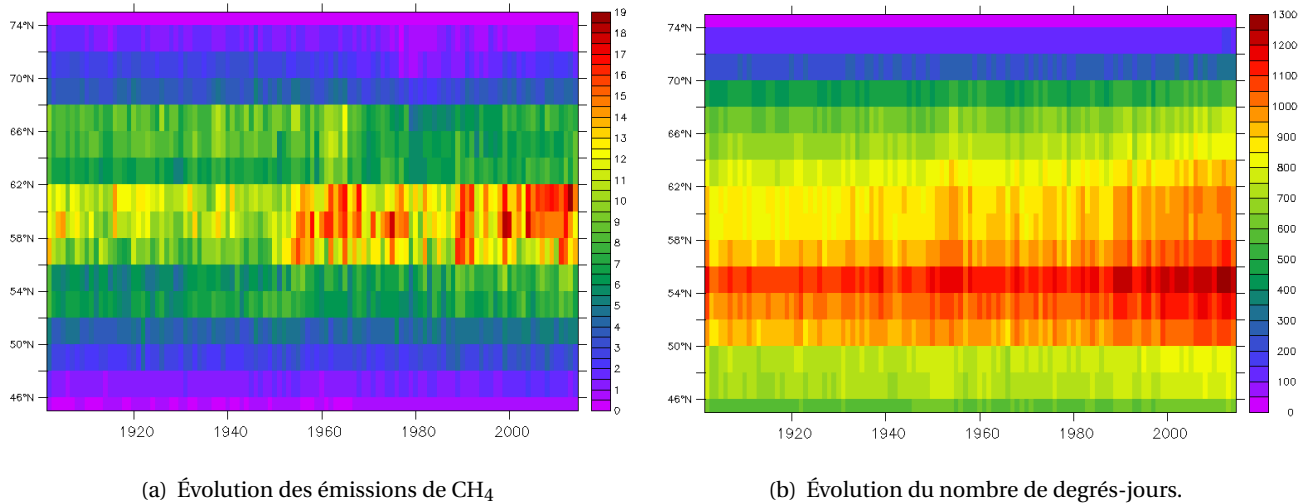 74°N
70°N
66°N
62°N
58°N
54°N
50°N
46°N
1920 1940 1960 1980 2000
19
18
17
16
15
14
13
12
11
10
9
8
7
6
5
4
3
2
1
0
(a) Évolution des émissions de CH4
74°N
70°N
66°N
62°N
58°N
54°N
50°N
46°N
1920 1940 1960 1980 2000
1300
1200
1100
1000
900
800
700
600
500
400
300
200
100
0
(b) Évolution du nombre de degrés-jours.